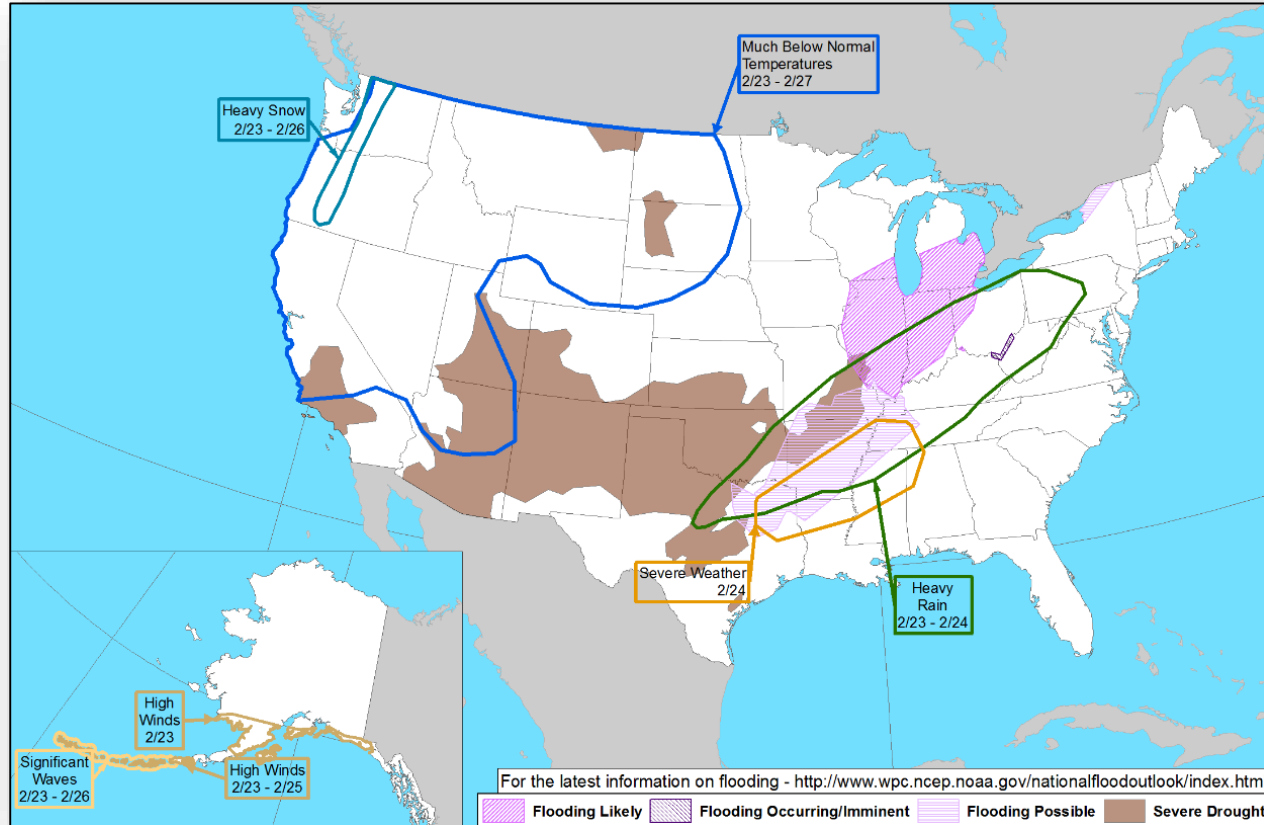 Much Below Normal
Temperatures
2/23 - 2/27
Heavy Snow
2/23 - 2/26
Severe Weather
2/24
Heavy
Rain
2/23 - 2/24
High
Winds
2/23
Significant
Waves
2/23 - 2/26
High Winds
2/23 - 2/25
For the latest information on flooding - http://www.wpc.ncep.noaa.gov/nationalfloodoutlook/index.htm
Flooding Likely
Flooding Occurring/Imminent
Flooding Possible
Severe Drought